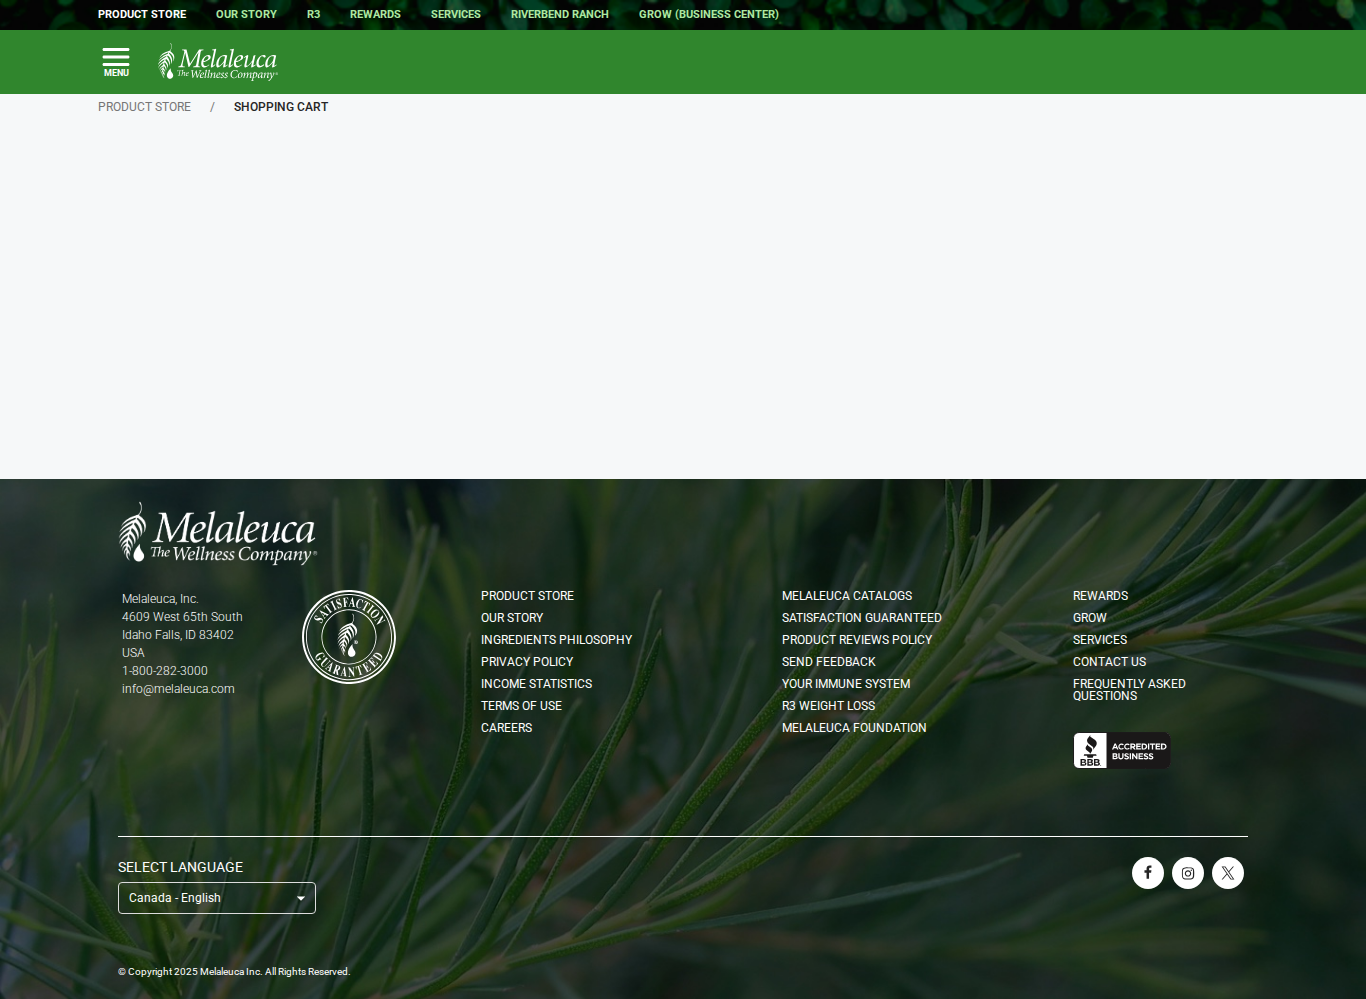 PRODUCT STORE OUR STORY R3 REWARDS SERVICES RIVERBEND RANCH GROW (BUSINESS CENTER)
MENU
Melaleuca
The Wellness Company
PRODUCT STORE / SHOPPING CART
Melaleuca
The Wellness Company
Melaleuca, Inc.
4609 West 65th South
Idaho Falls, ID 83402
USA
1-800-282-3000
info@melaleuca.com
SATISFACTION
GUARANTEED
PRODUCT STORE
OUR STORY
INGREDIENTS PHILOSOPHY
PRIVACY POLICY
INCOME STATISTICS
TERMS OF USE
CAREERS
MELALEUCA CATALOGS
SATISFACTION GUARANTEED
PRODUCT REVIEWS POLICY
SEND FEEDBACK
YOUR IMMUNE SYSTEM
R3 WEIGHT LOSS
MELALEUCA FOUNDATION
REWARDS
GROW
SERVICES
CONTACT US
FREQUENTLY ASKED
QUESTIONS
BBB
ACCREDITED
BUSINESS
SELECT LANGUAGE
Canada - English
© Copyright 2025 Melaleuca Inc. All Rights Reserved.